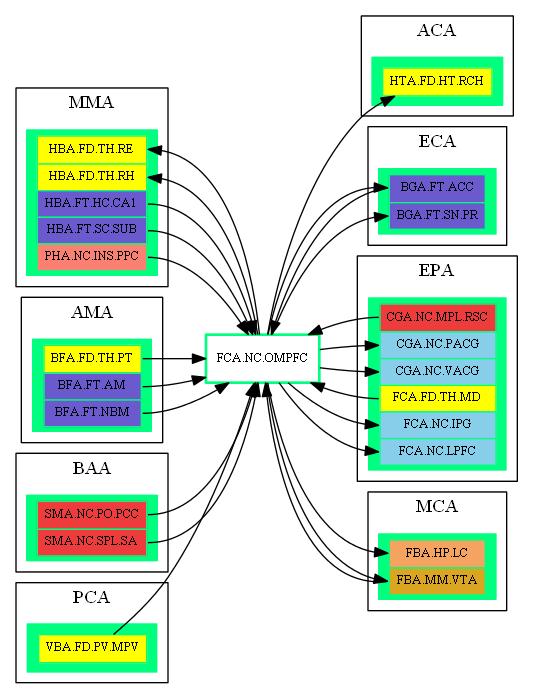 MMA
HBA.FD.TH.RE
HBA.FD.TH.RH
HBA.FT.HC.CA1
HBA.FT.SC.SUB
PHA.NC.INS.PPC
AMA
BFA.FD.TH.PT
BFA.FT.AM
BFA.FT.NBM
BAA
SMA.NC.PO.PCC
SMA.NC.SPL.SA
PCA
VBA.FD.PV.MPV
FCA.NC.OMPFC
ACA
HTA.FD.HT.RCH
ECA
BGA.FT.ACC
BGA.FT.SN.PR
EPA
CGA.NC.MPL.RSC
CGA.NC.PACG
CGA.NC.VACG
FCA.FD.TH.MD
FCA.NC.IPG
FCA.NC.LPFC
MCA
FBA.HP.LC
FBA.MM.VTA